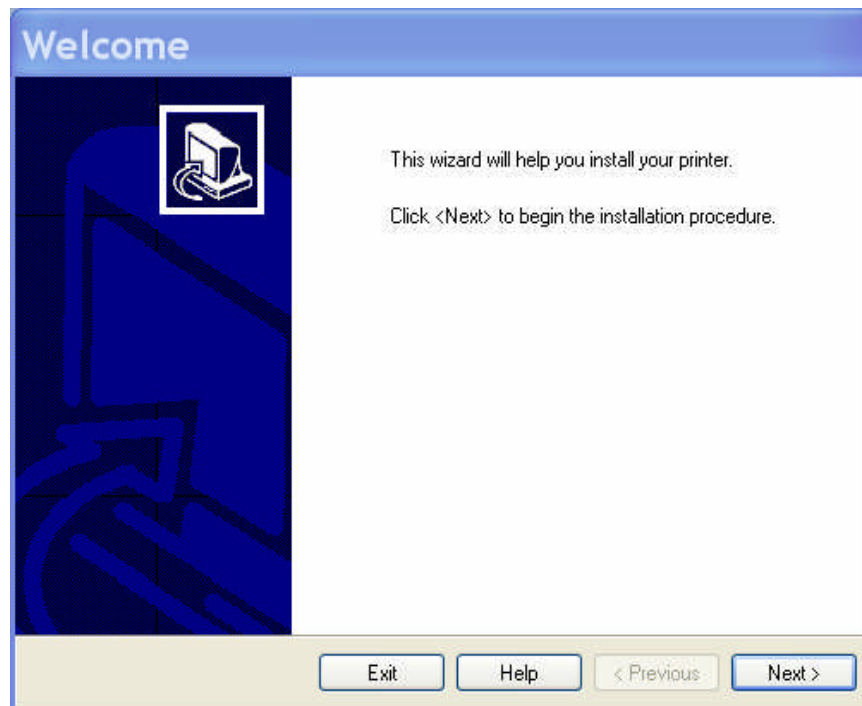 Welcome
This wizard will help you install your printer.
Click <Next> to begin the installation procedure.
Exit Help < Previous Next >